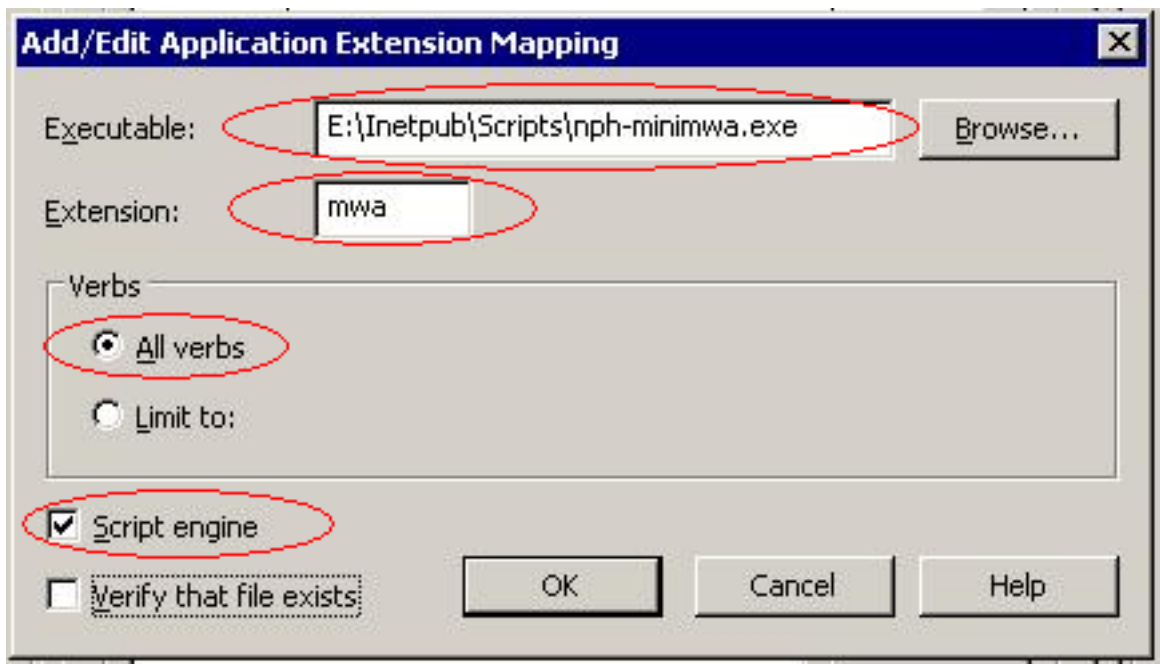 Add/Edit Application Extension Mapping
Executable: E:\Inetpub\Scripts\nph-minimwa.exe Browse...
Extension: mwa
Verbs
All verbs
Limit to:
Script engine
Verify that file exists OK Cancel Help